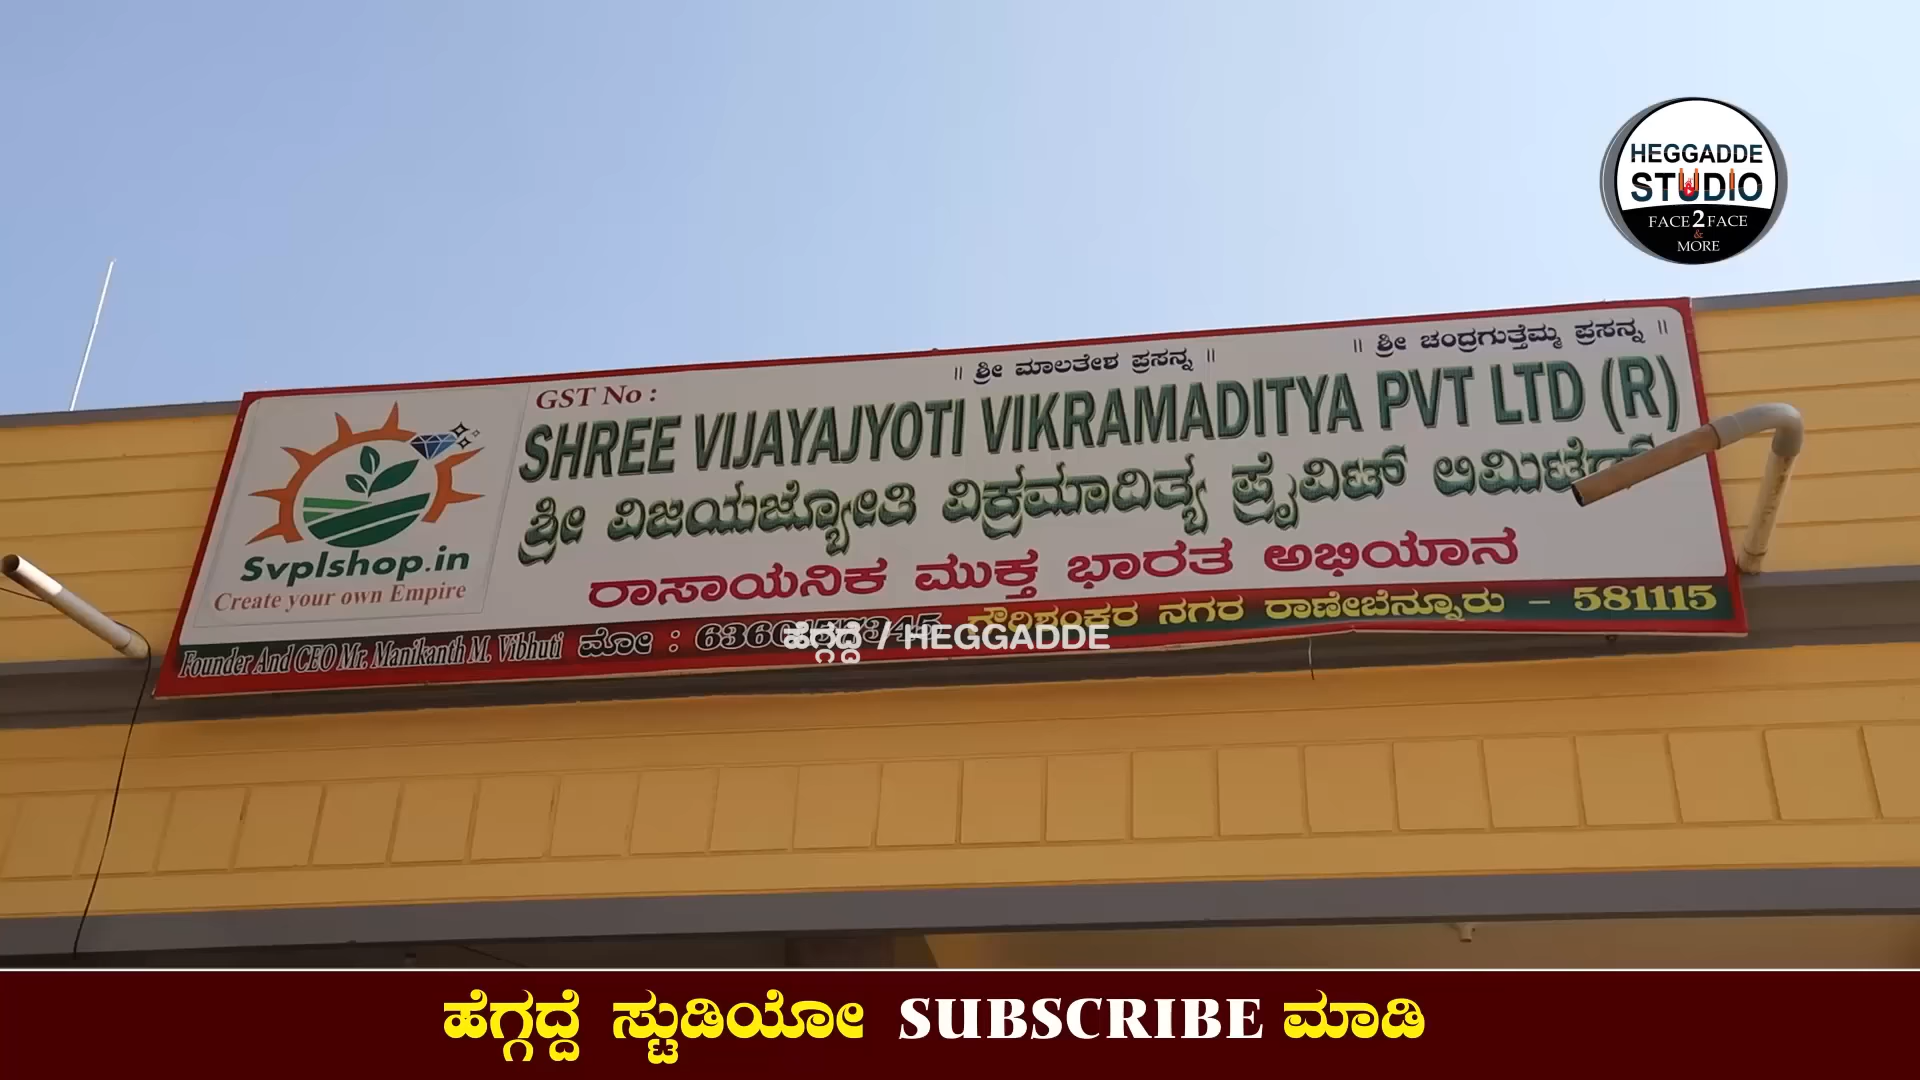 HEGGADDE
STUDIO
FACE2FACE
&
MORE
|| ಶ್ರೀ ಮಾಲತೇಶ ಪ್ರಸನ್ನ || || ಶ್ರೀ ಚಂದ್ರಗುತ್ತೆಮ್ಮ ಪ್ರಸನ್ನ ||
GST No :
SHREE VIJAYAJYOTI VIKRAMADITYA PVT LTD (R)
ಶ್ರೀ ವಿಜಯಜ್ಯೋತಿ ವಿಕ್ರಮಾದಿತ್ಯ ಪ್ರೈವಿಟ್
ರಾಸಾಯನಿಕ ಮುಕ್ತ ಭಾರತ ಅಭಿಯಾನ
Svplshop.in
Create your own Empire
Founder And CEO Mr. Manikanth M. Vibhuti ಮೋ : ಗೌರಿಶಂಕರ ನಗರ ರಾಣೇಬೆನ್ನೂರು - 581115
ಹೆಗ್ಗದ್ದೆ / HEGGADDE
ಹೆಗ್ಗದ್ದೆ ಸ್ಟುಡಿಯೋ SUBSCRIBE ಮಾಡಿ